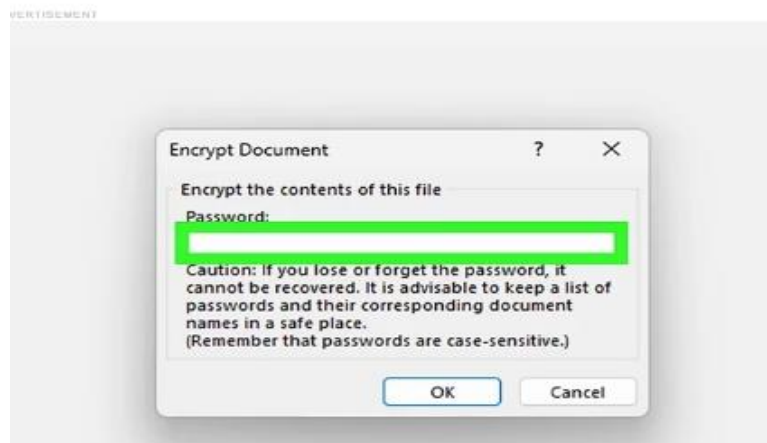 VERTISEMENT
Encrypt Document ? ×
Encrypt the contents of this file
Password:
Caution: If you lose or forget the password, it
cannot be recovered. It is advisable to keep a list of
passwords and their corresponding document
names in a safe place.
(Remember that passwords are case-sensitive.)
OK Cancel